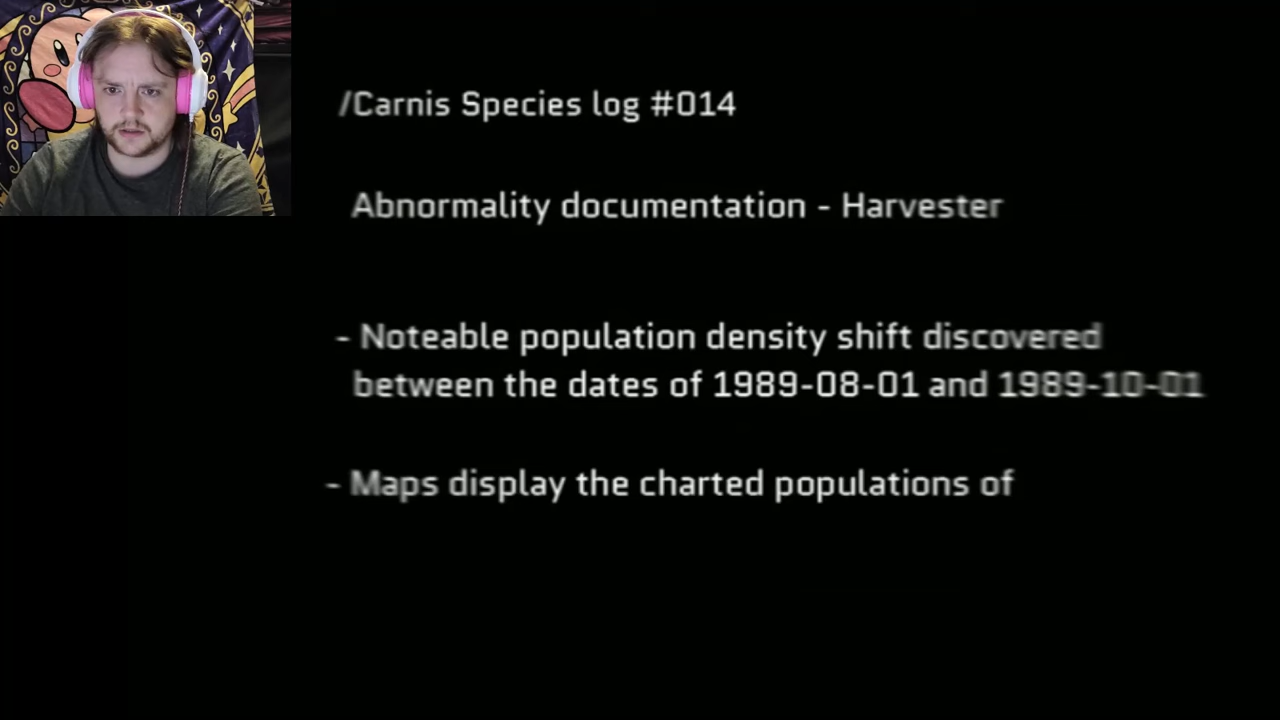 /Carnis Species log #014
Abnormality documentation - Harvester
- Noteable population density shift discovered
between the dates of 1989-08-01 and 1989-10-01
- Maps display the charted populations of